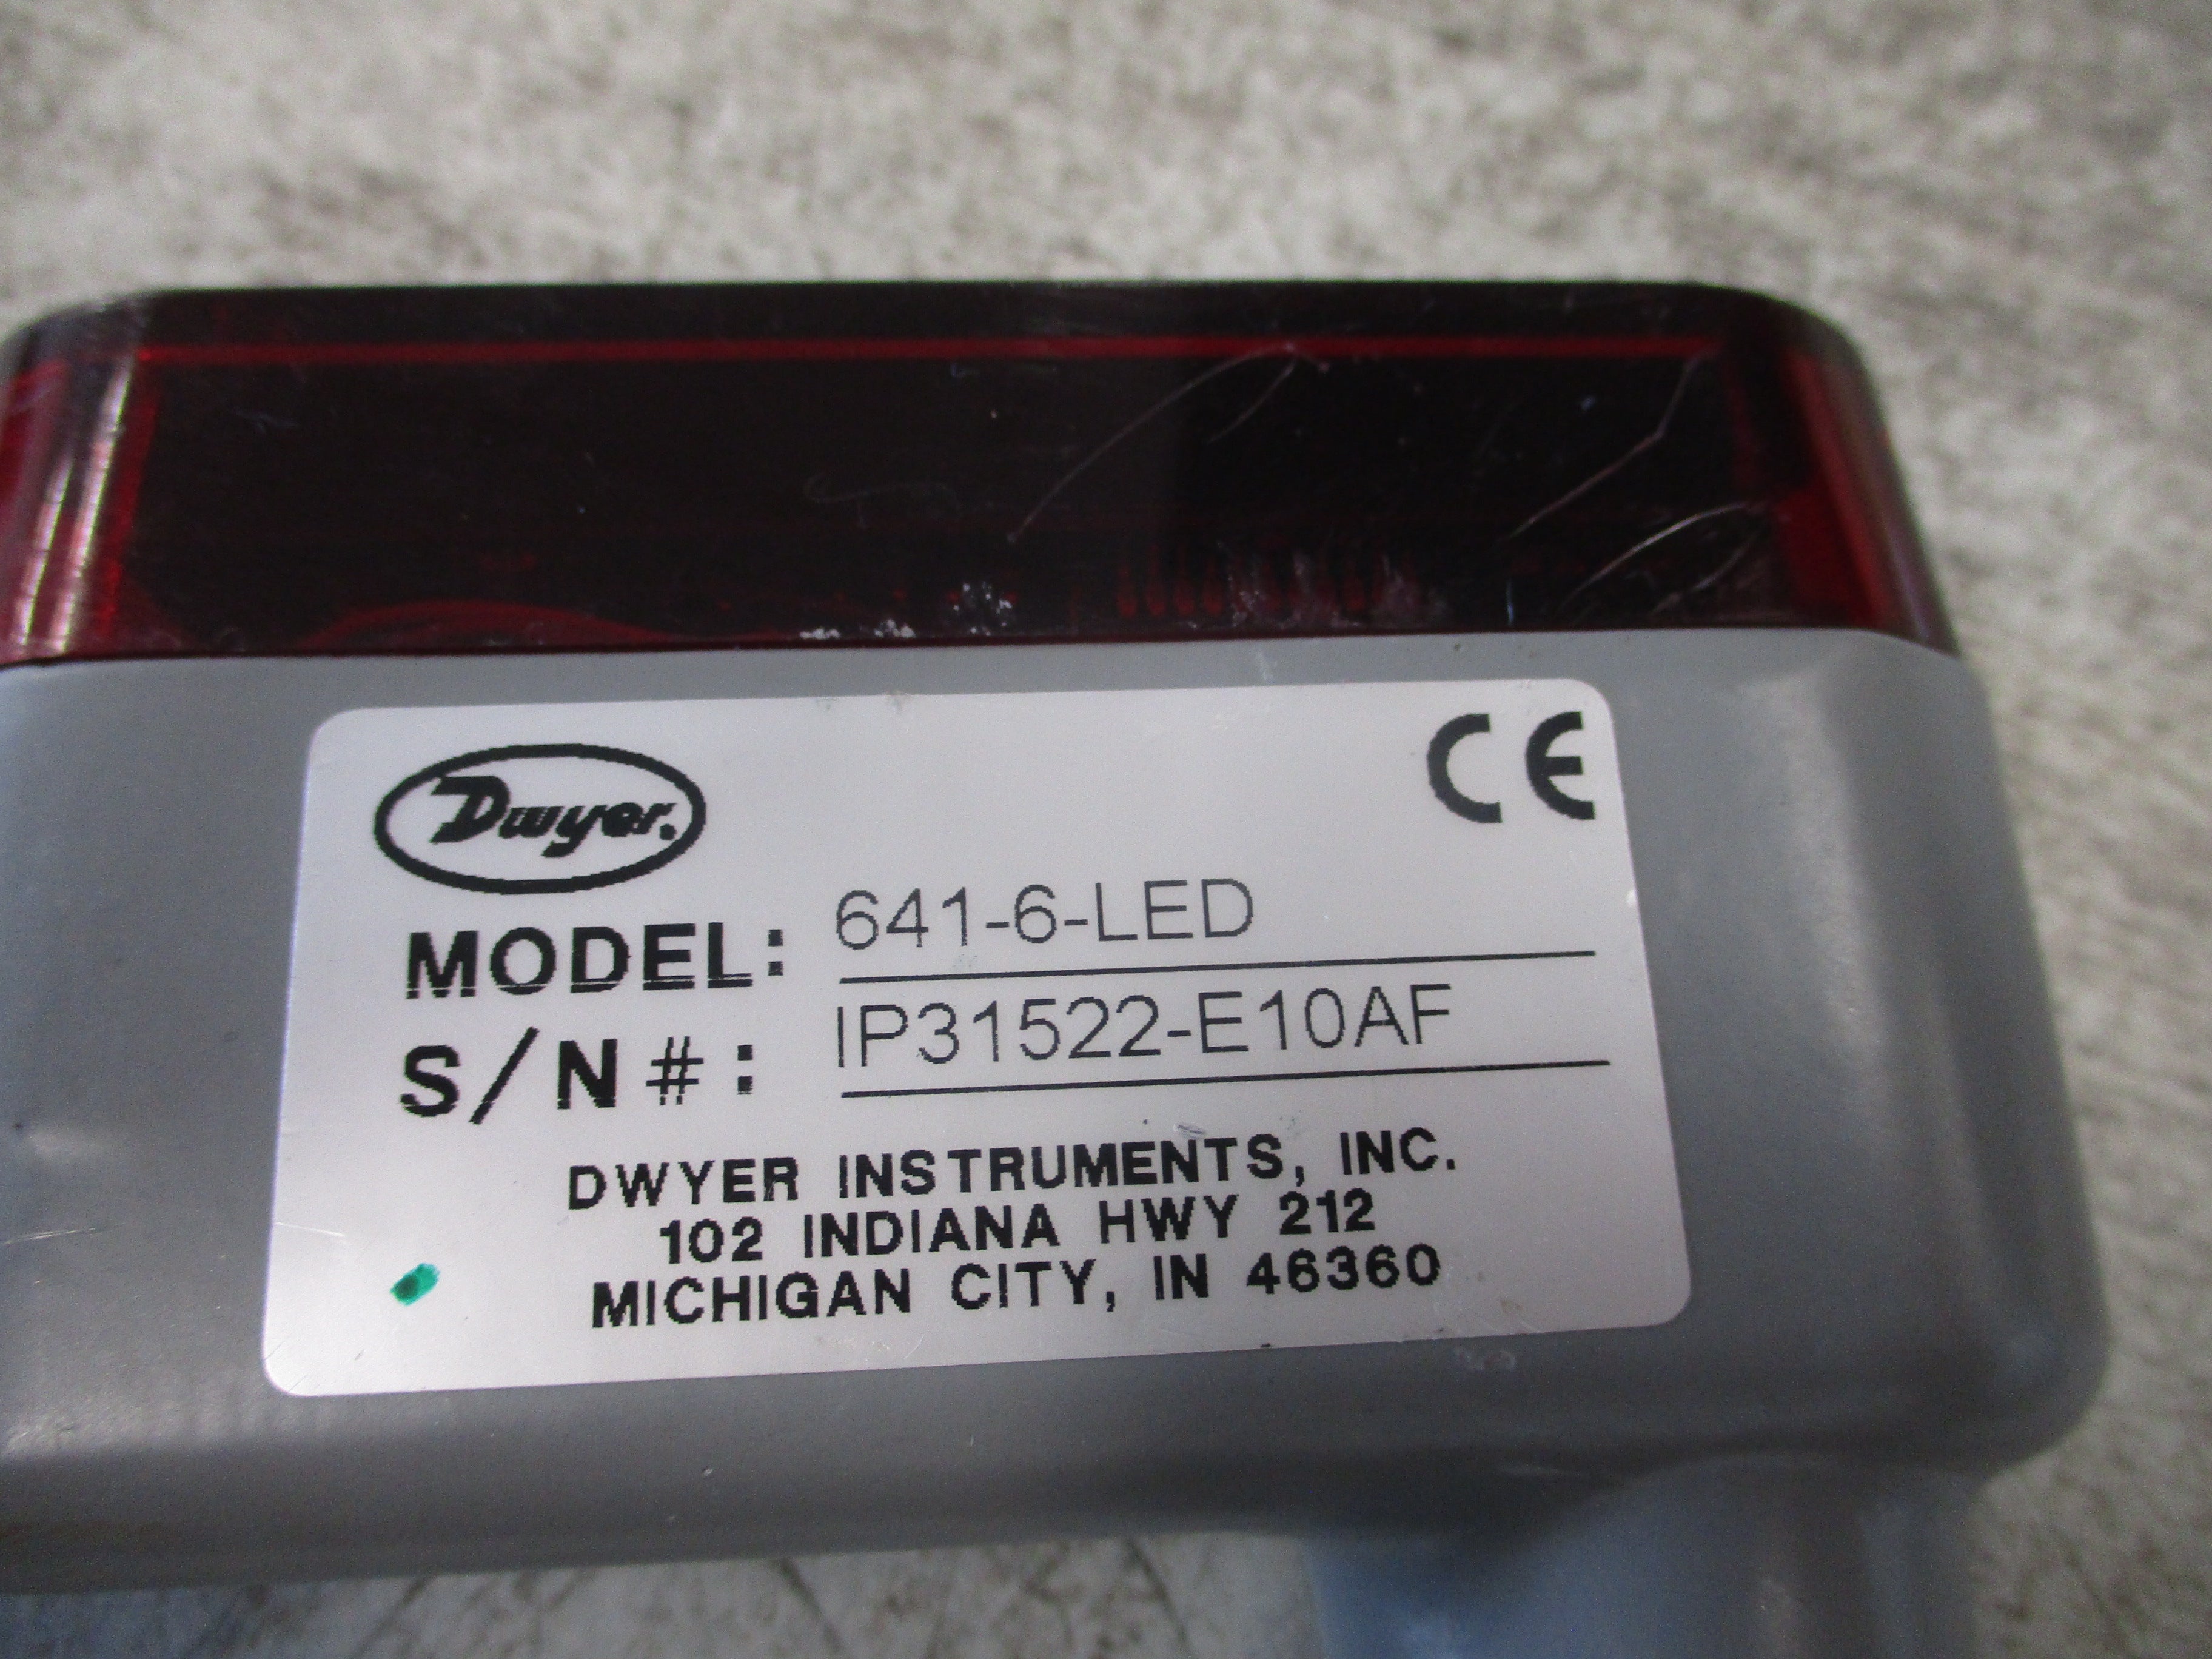 Dwyer.
CE
MODEL: 641-6-LED
S/N#: IP31522-E10AF
DWYER INSTRUMENTS, INC.
102 INDIANA HWY 212
MICHIGAN CITY, IN 46360